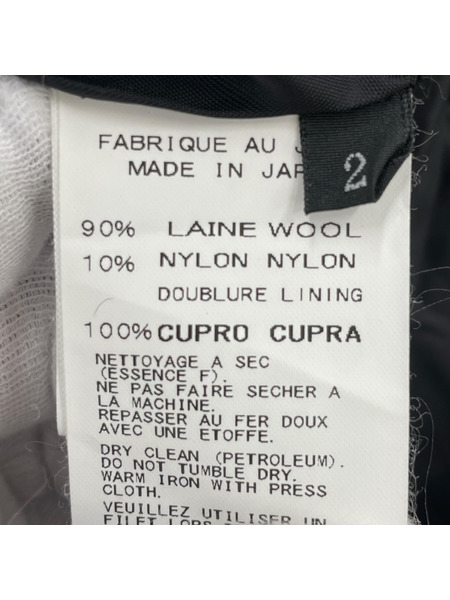 FABRIQUE AU
MADE IN
2
90% LAINE WOOL
10% NYLON NYLON
DOUBLURE LINING
100% CUPRO CUPRA
NETTOYAGE A SEC
(ESSENCE F).
NE PAS FAIRE SECHER A
LA MACHINE.
REPASSER AU FER DOUX
AVEC UNE ETOFFE.
DRY CLEAN (PETROLEUM).
DO NOT TUMBLE DRY.
WARM IRON WITH PRESS
CLOTH.
VEUILLEZ UTILISER UN
FILET